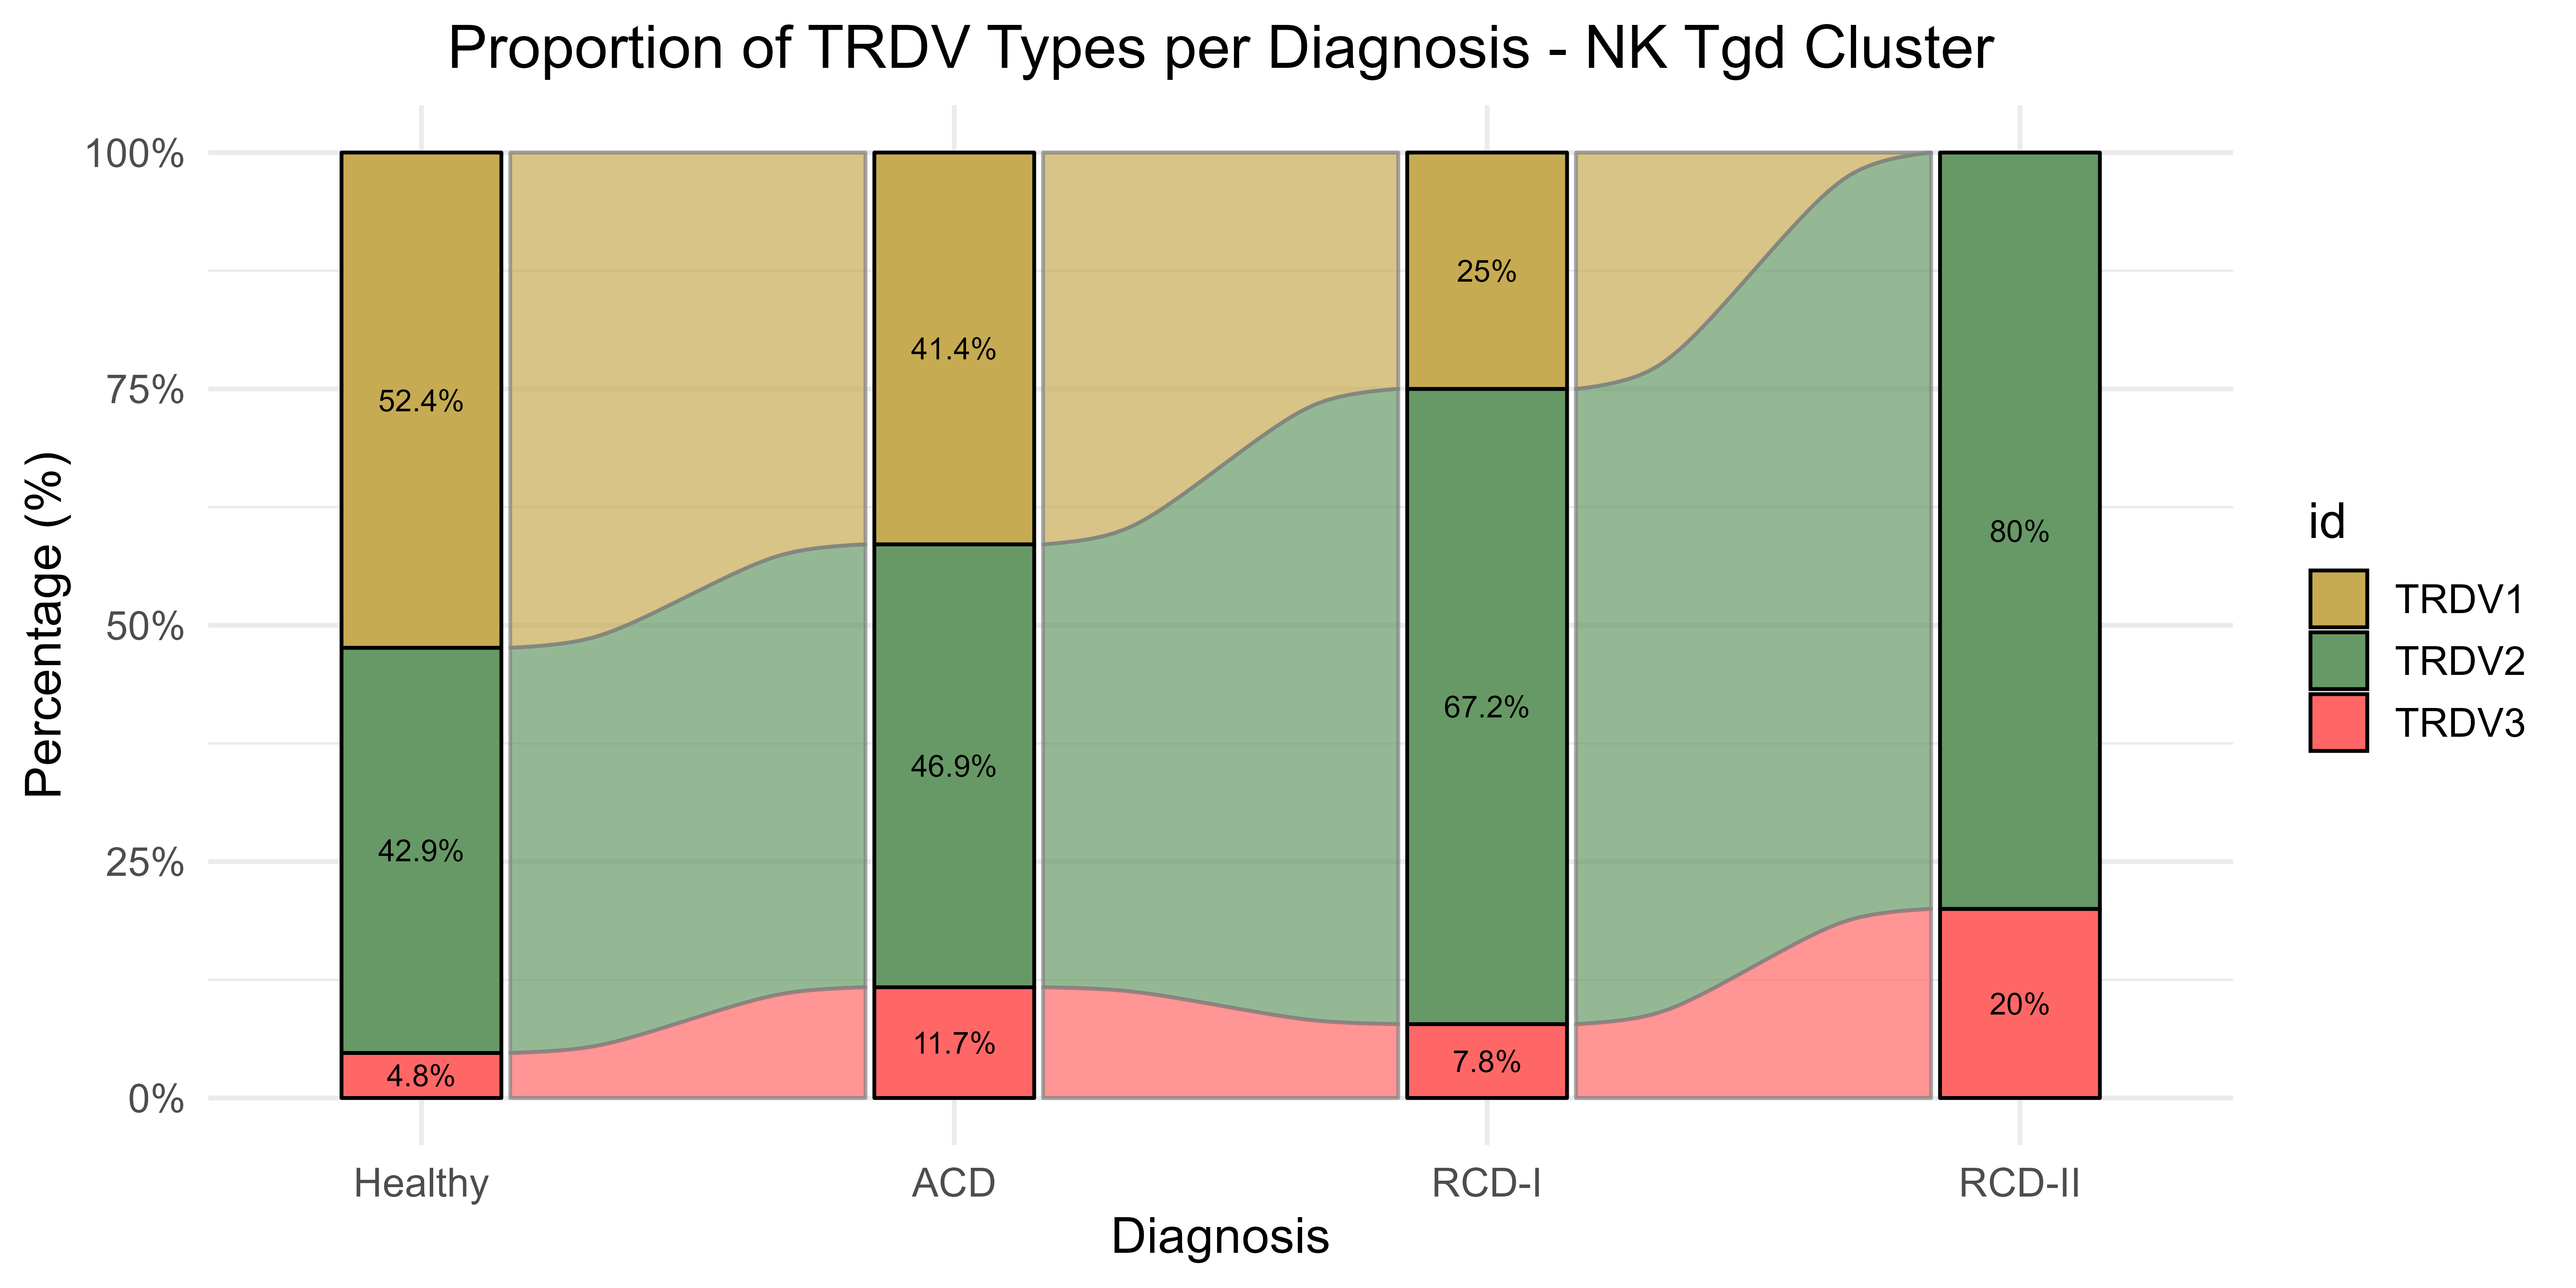 Proportion of TRDV Types per Diagnosis - NK Tgd Cluster
Percentage (%)
100%
75%
50%
25%
0%
52.4%
42.9%
4.8%
41.4%
46.9%
11.7%
25%
67.2%
7.8%
80%
20%
Healthy
ACD
RCD-I
RCD-II
Diagnosis
id
TRDV1
TRDV2
TRDV3